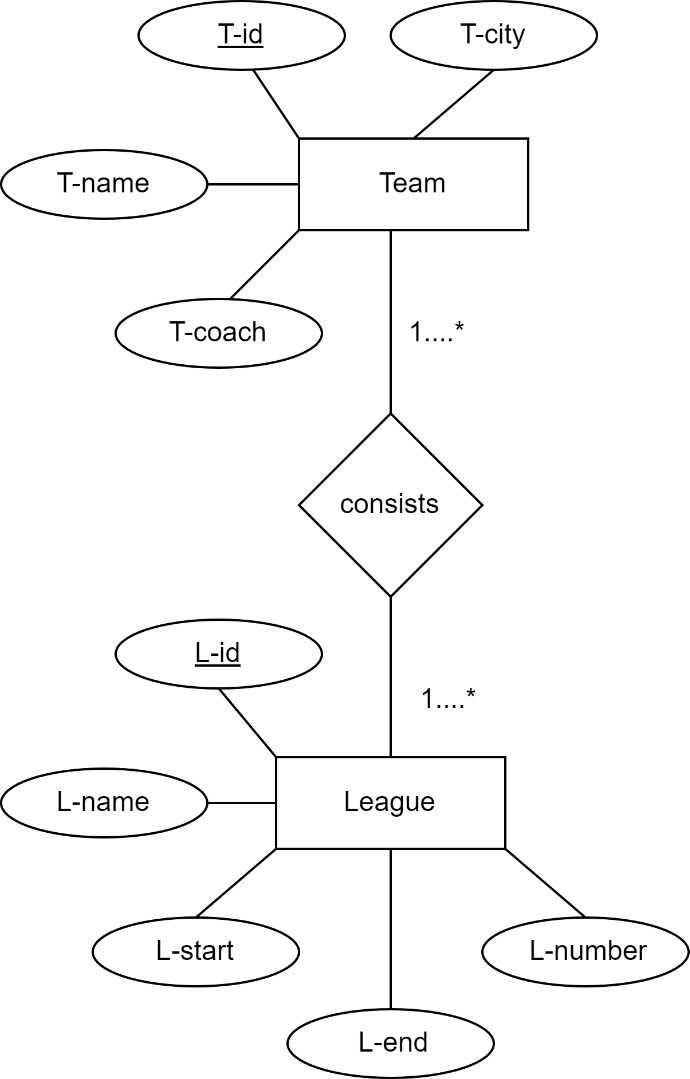 T-id
T-city
T-name
Team
T-coach
1....*
consists
L-id
1....*
L-name
League
L-start
L-number
L-end